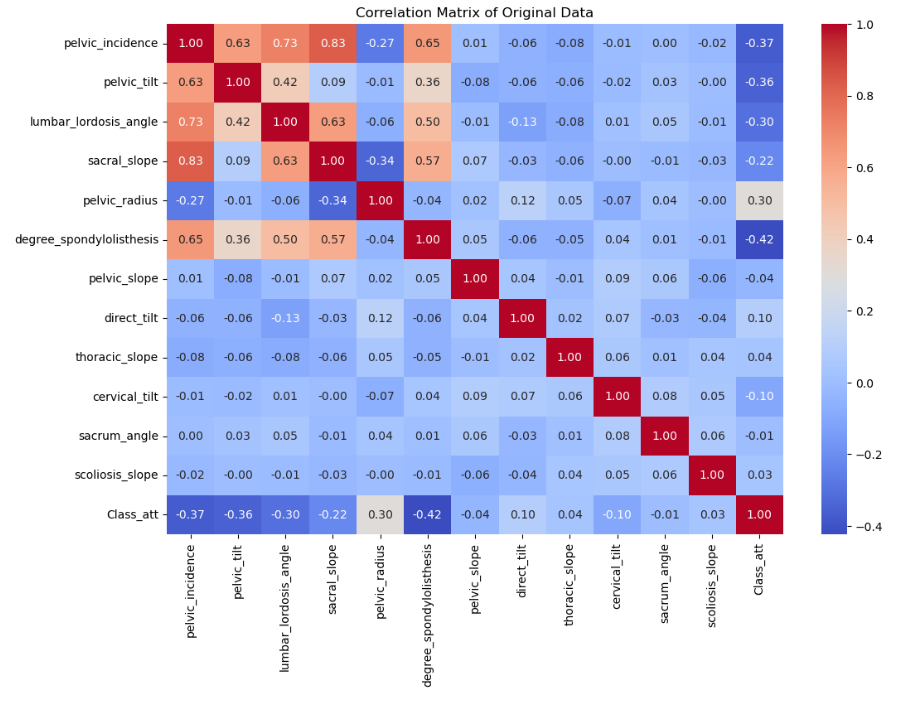 Correlation Matrix of Original Data
pelvic_incidence 1.00 0.63 0.73 0.83 -0.27 0.65 0.01 -0.06 -0.08 -0.01 0.00 -0.02 -0.37
pelvic_tilt 0.63 1.00 0.42 0.09 -0.01 0.36 -0.08 -0.06 -0.06 -0.02 0.03 -0.00 -0.36
lumbar_lordosis_angle 0.73 0.42 1.00 0.63 -0.06 0.50 -0.01 -0.13 -0.08 0.01 0.05 -0.01 -0.30
sacral_slope 0.83 0.09 0.63 1.00 -0.34 0.57 0.07 -0.03 -0.06 -0.00 -0.01 -0.03 -0.22
pelvic_radius -0.27 -0.01 -0.06 -0.34 1.00 -0.04 0.02 0.12 0.05 -0.07 0.04 -0.00 0.30
degree_spondylolisthesis 0.65 0.36 0.50 0.57 -0.04 1.00 0.05 -0.06 -0.05 0.04 0.01 -0.01 -0.42
pelvic_slope 0.01 -0.08 -0.01 0.07 0.02 0.05 1.00 0.04 -0.01 0.09 0.06 -0.06 -0.04
direct_tilt -0.06 -0.06 -0.13 -0.03 0.12 -0.06 0.04 1.00 0.02 0.07 -0.03 -0.04 0.10
thoracic_slope -0.08 -0.06 -0.08 -0.06 0.05 -0.05 -0.01 0.02 1.00 0.06 0.01 0.04 0.04
cervical_tilt -0.01 -0.02 0.01 -0.00 -0.07 0.04 0.09 0.07 0.06 1.00 0.08 0.05 -0.10
sacrum_angle 0.00 0.03 0.05 -0.01 0.04 0.01 0.06 -0.03 0.01 0.08 1.00 0.06 -0.01
scoliosis_slope -0.02 -0.00 -0.01 -0.03 -0.00 -0.01 -0.06 -0.04 0.04 0.05 0.06 1.00 0.03
Class_att -0.37 -0.36 -0.30 -0.22 0.30 -0.42 -0.04 0.10 0.04 -0.10 -0.01 0.03 1.00
pelvic_incidence
pelvic_tilt
lumbar_lordosis_angle
sacral_slope
pelvic_radius
degree_spondylolisthesis
pelvic_slope
direct_tilt
thoracic_slope
cervical_tilt
sacrum_angle
scoliosis_slope
Class_att
1.0
0.8
0.6
0.4
0.2
0.0
−0.2
−0.4